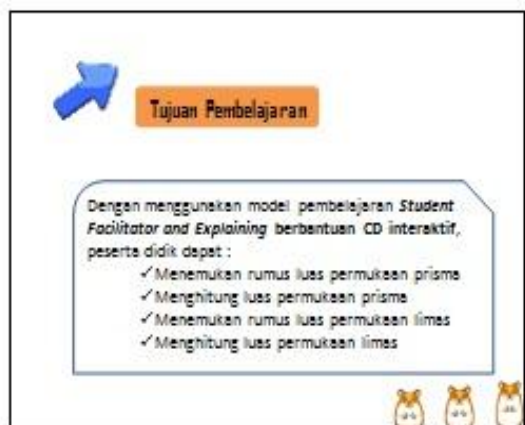 Tujuan Pembelajaran
Dengan menggunakan model pembelajaran Student
Facilitator and Explaining berbantuan CD interaktif,
peserta didik dapat :
✓Menemukan rumus luas permukaan prisma
✓Menghitung luas permukaan prisma
✓Menemukan rumus luas permukaan limas
✓Menghitung luas permukaan limas